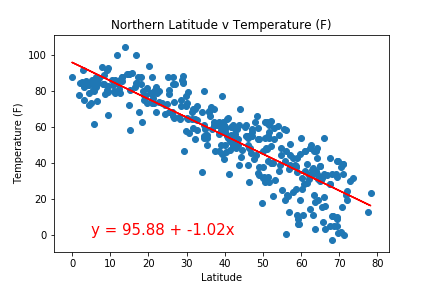 Northern Latitude v Temperature (F)
Temperature (F)
100
80
60
40
20
0
y = 95.88 + -1.02x
0 10 20 30 40 50 60 70 80
Latitude